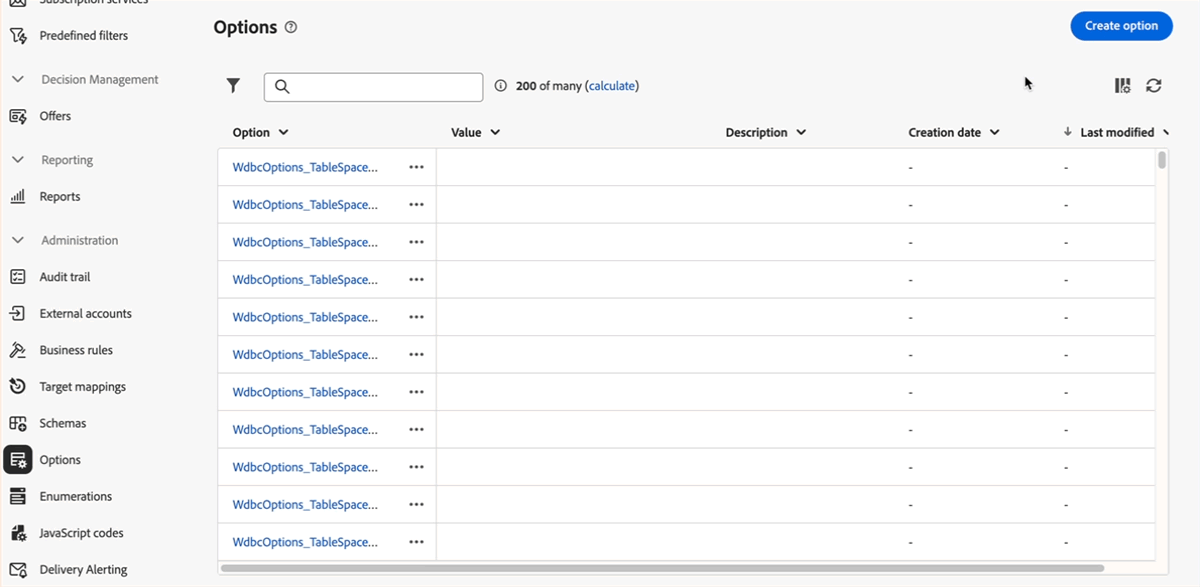 Subscription services
Predefined filters
Decision Management
Offers
Reporting
Reports
Administration
Audit trail
External accounts
Business rules
Target mappings
Schemas
Options
Enumerations
JavaScript codes
Delivery Alerting
Options
Create option
200 of many (calculate)
Option Value Description Creation date Last modified
WdbcOptions_TableSpace... ••• - -
WdbcOptions_TableSpace... ••• - -
WdbcOptions_TableSpace... ••• - -
WdbcOptions_TableSpace... ••• - -
WdbcOptions_TableSpace... ••• - -
WdbcOptions_TableSpace... ••• - -
WdbcOptions_TableSpace... ••• - -
WdbcOptions_TableSpace... ••• - -
WdbcOptions_TableSpace... ••• - -
WdbcOptions_TableSpace... ••• - -
WdbcOptions_TableSpace... ••• - -